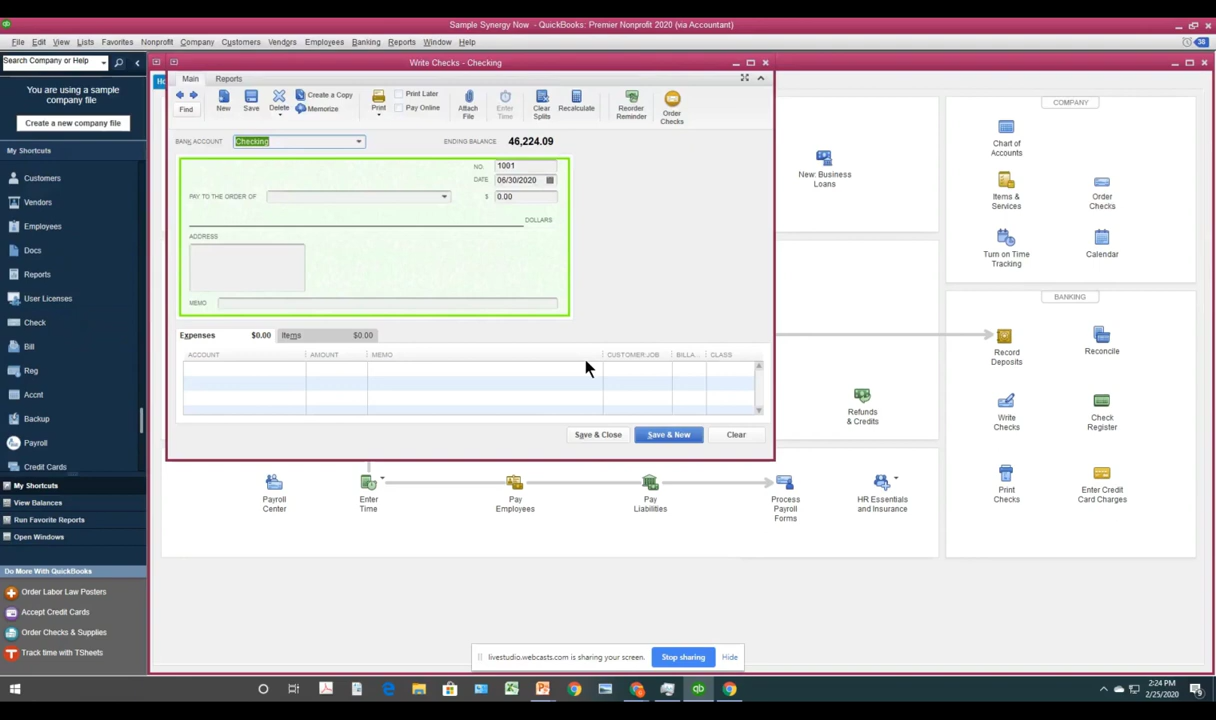 Sample Synergy Now - QuickBooks: Premier Nonprofit 2020 (via Accountant)
File Edit View Lists Favorites Nonprofit Company Customers Vendors Employees Banking Reports Window Help
38
Search Company or Help
You are using a sample
company file
Create a new company file
My Shortcuts
Customers
Vendors
Employees
Docs
Reports
User Licenses
Check
Bill
Reg
Accnt
Backup
Payroll
Credit Cards
My Shortcuts
View Balances
Run Favorite Reports
Open Windows
Do More With QuickBooks
Order Labor Law Posters
Accept Credit Cards
Order Checks & Supplies
Track time with TSheets
Write Checks - Checking
Main Reports
Find
New
Save
Delete
Create a Copy
Memorize
Print
Print Later
Pay Online
Attach
File
Enter
Time
Clear
Splits
Recalculate
Reorder
Reminder
Order
Checks
BANK ACCOUNT Checking ENDING BALANCE 46,224.09
NO. 1001
DATE 06/30/2020
PAY TO THE ORDER OF $ 0.00
DOLLARS
ADDRESS
MEMO
Expenses $0.00 Items $0.00
ACCOUNT AMOUNT MEMO CUSTOMER:JOB BILLA... CLASS
Save & Close Save & New Clear
New: Business
Loans
Refunds
& Credits
Payroll
Center
Enter
Time
Pay
Employees
Pay
Liabilities
Process
Payroll
Forms
HR Essentials
and Insurance
COMPANY
Chart of
Accounts
Items &
Services
Order
Checks
Turn on Time
Tracking
Calendar
BANKING
Record
Deposits
Reconcile
Write
Checks
Check
Register
Print
Checks
Enter Credit
Card Charges
livestudio.webcasts.com is sharing your screen. Stop sharing Hide
2:24 PM
2/25/2020